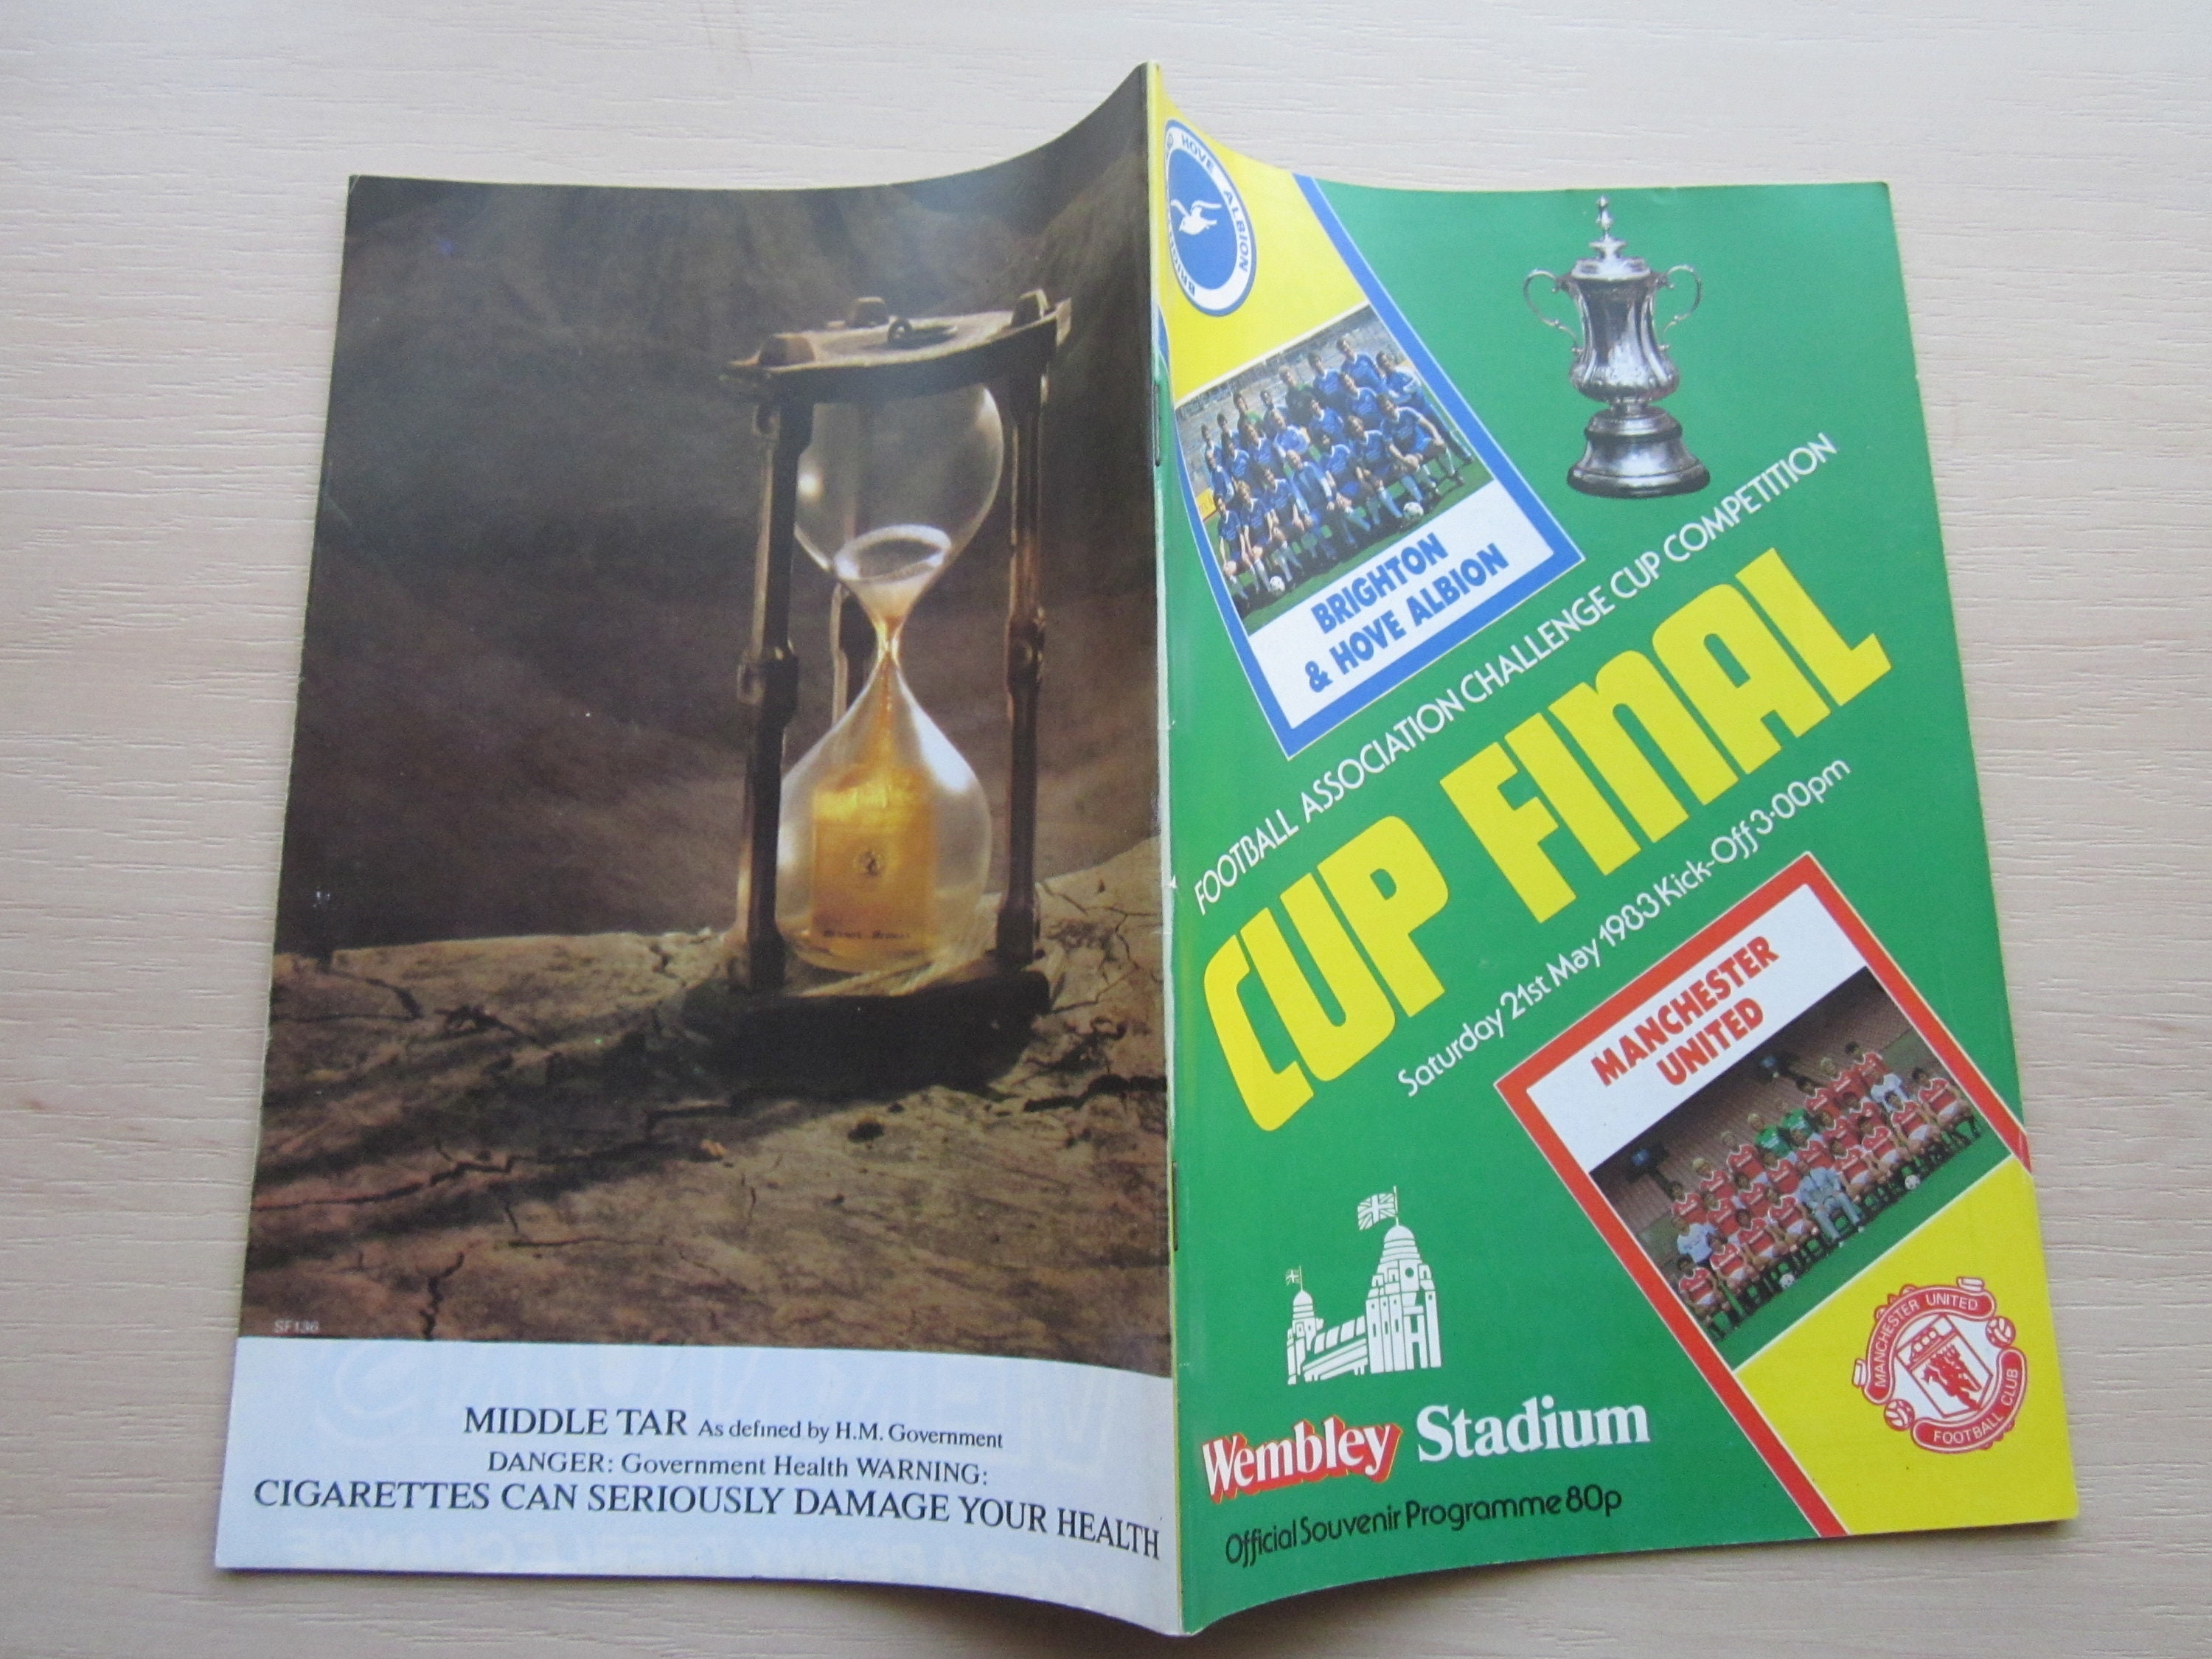 SF136
MIDDLE TAR As defined by H.M. Government
DANGER: Government Health WARNING:
CIGARETTES CAN SERIOUSLY DAMAGE YOUR HEALTH
HOVE ALBION
BRIGHTON
& HOVE ALBION
FOOTBALL ASSOCIATION CHALLENGE CUP COMPETITION
CUP FINAL
Saturday 21st May 1983 Kick-Off 3·00pm
MANCHESTER
UNITED
MANCHESTER UNITED
FOOTBALL CLUB
Wembley Stadium
Official Souvenir Programme 80p